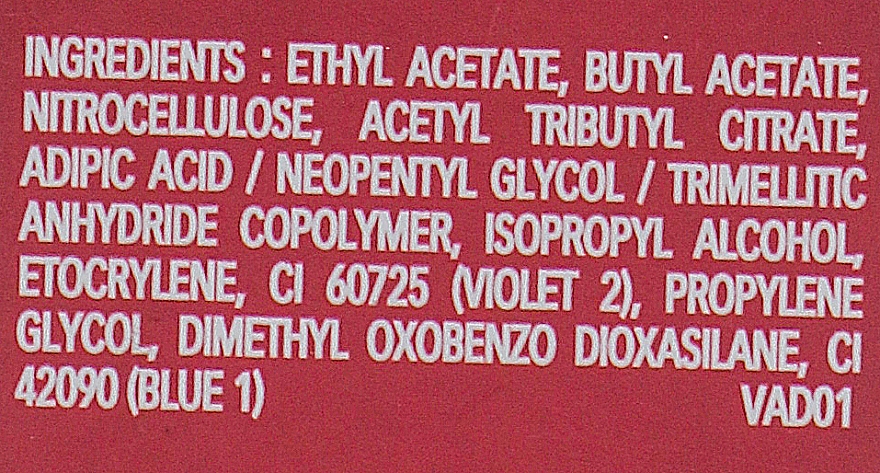 INGREDIENTS : ETHYL ACETATE, BUTYL ACETATE,
NITROCELLULOSE, ACETYL TRIBUTYL CITRATE,
ADIPIC ACID / NEOPENTYL GLYCOL / TRIMELLITIC
ANHYDRIDE COPOLYMER, ISOPROPYL ALCOHOL,
ETOCRYLENE, CI 60725 (VIOLET 2), PROPYLENE
GLYCOL, DIMETHYL OXOBENZO DIOXASILANE, CI
42090 (BLUE 1) VAD01